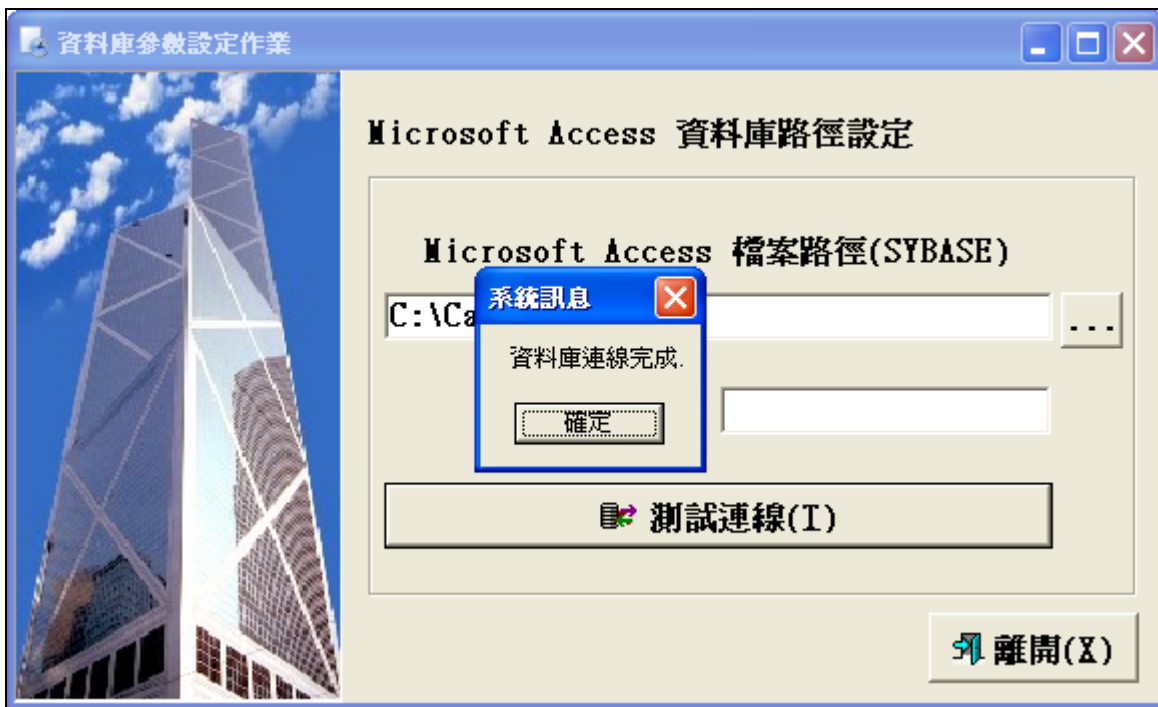 資料庫參數設定作業
Microsoft Access 資料庫路徑設定
Microsoft Access 檔案路徑(SYBASE)
系統訊息
C:\Ca
...
資料庫連線完成.
確定
測試連線(T)
離開(X)